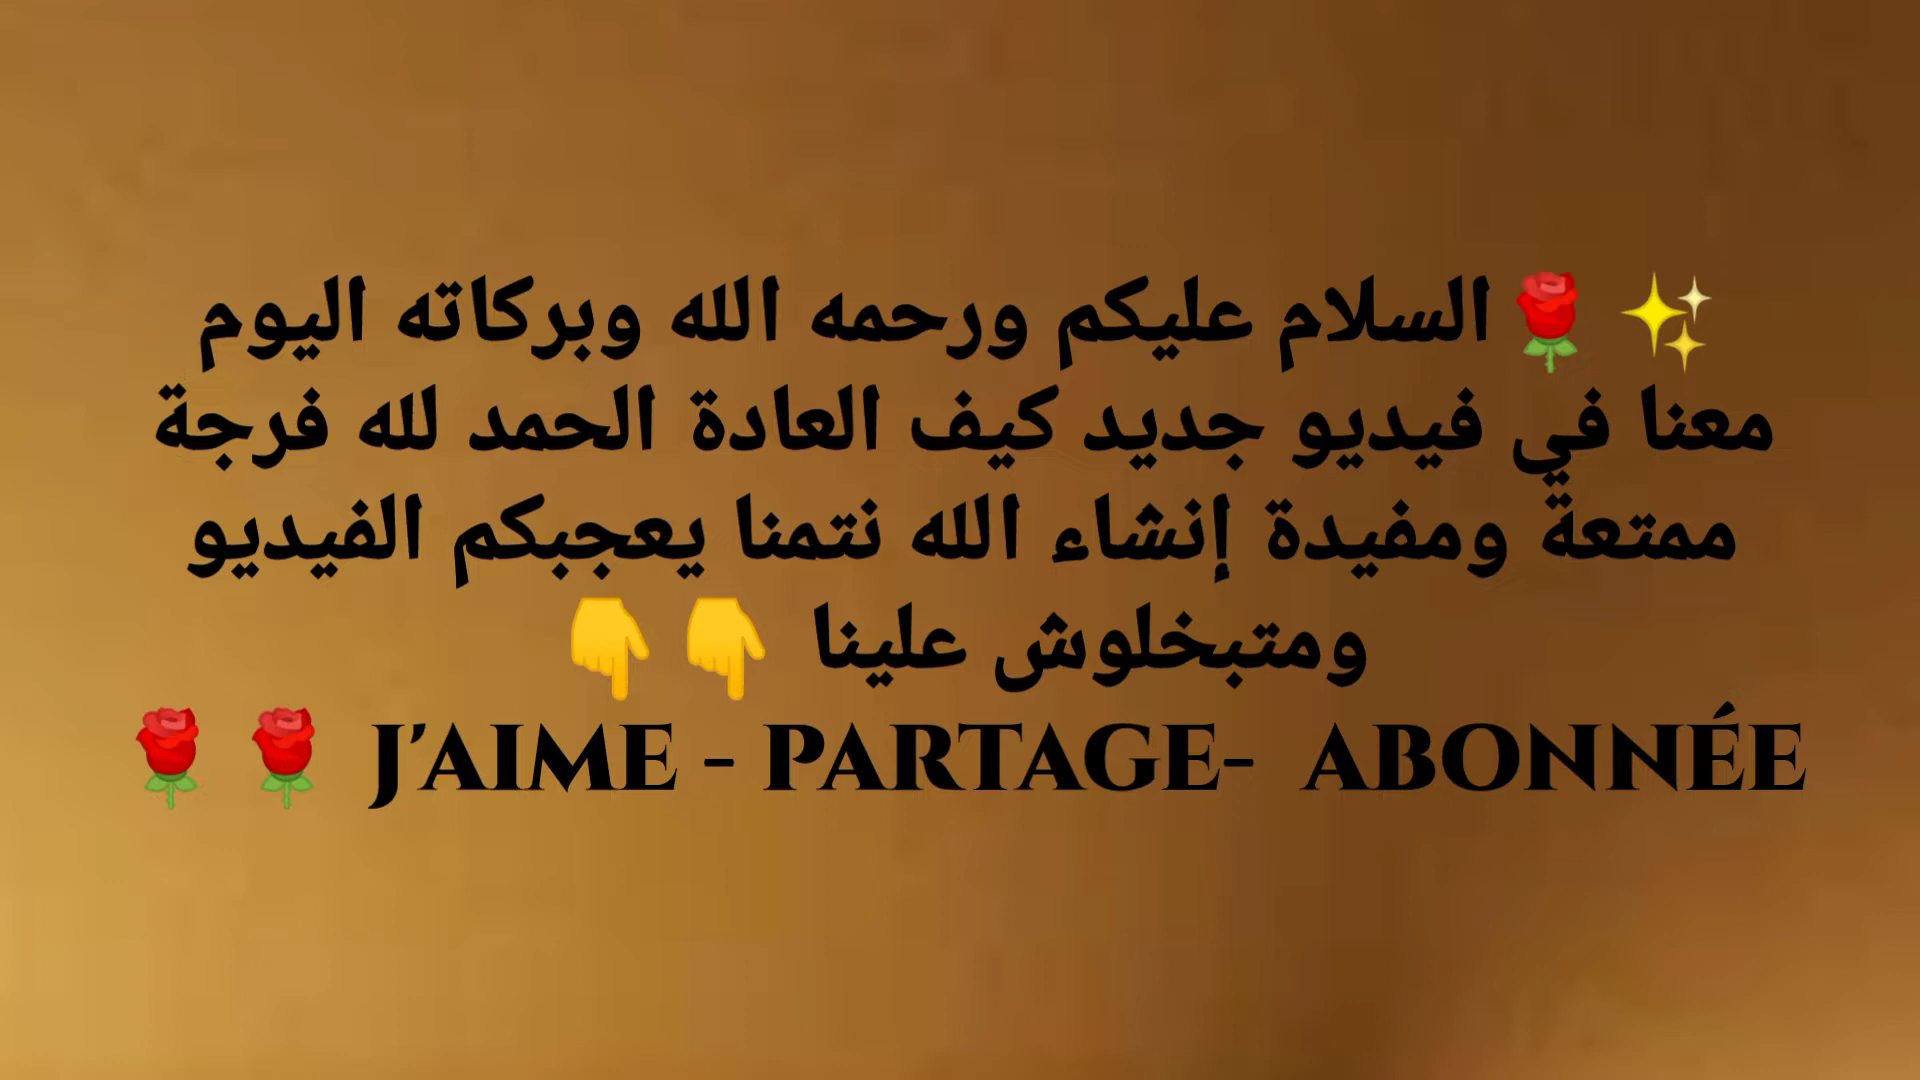 ✨🌹السلام عليكم ورحمه الله وبركاته اليوم
معنا في فيديو جديد كيف العادة الحمد لله فرجة
ممتعة ومفيدة إنشاء الله نتمنا يعجبكم الفيديو
ومتبخلوش علينا 👇👇
🌹🌹 J'AIME - PARTAGE- ABONNÉE